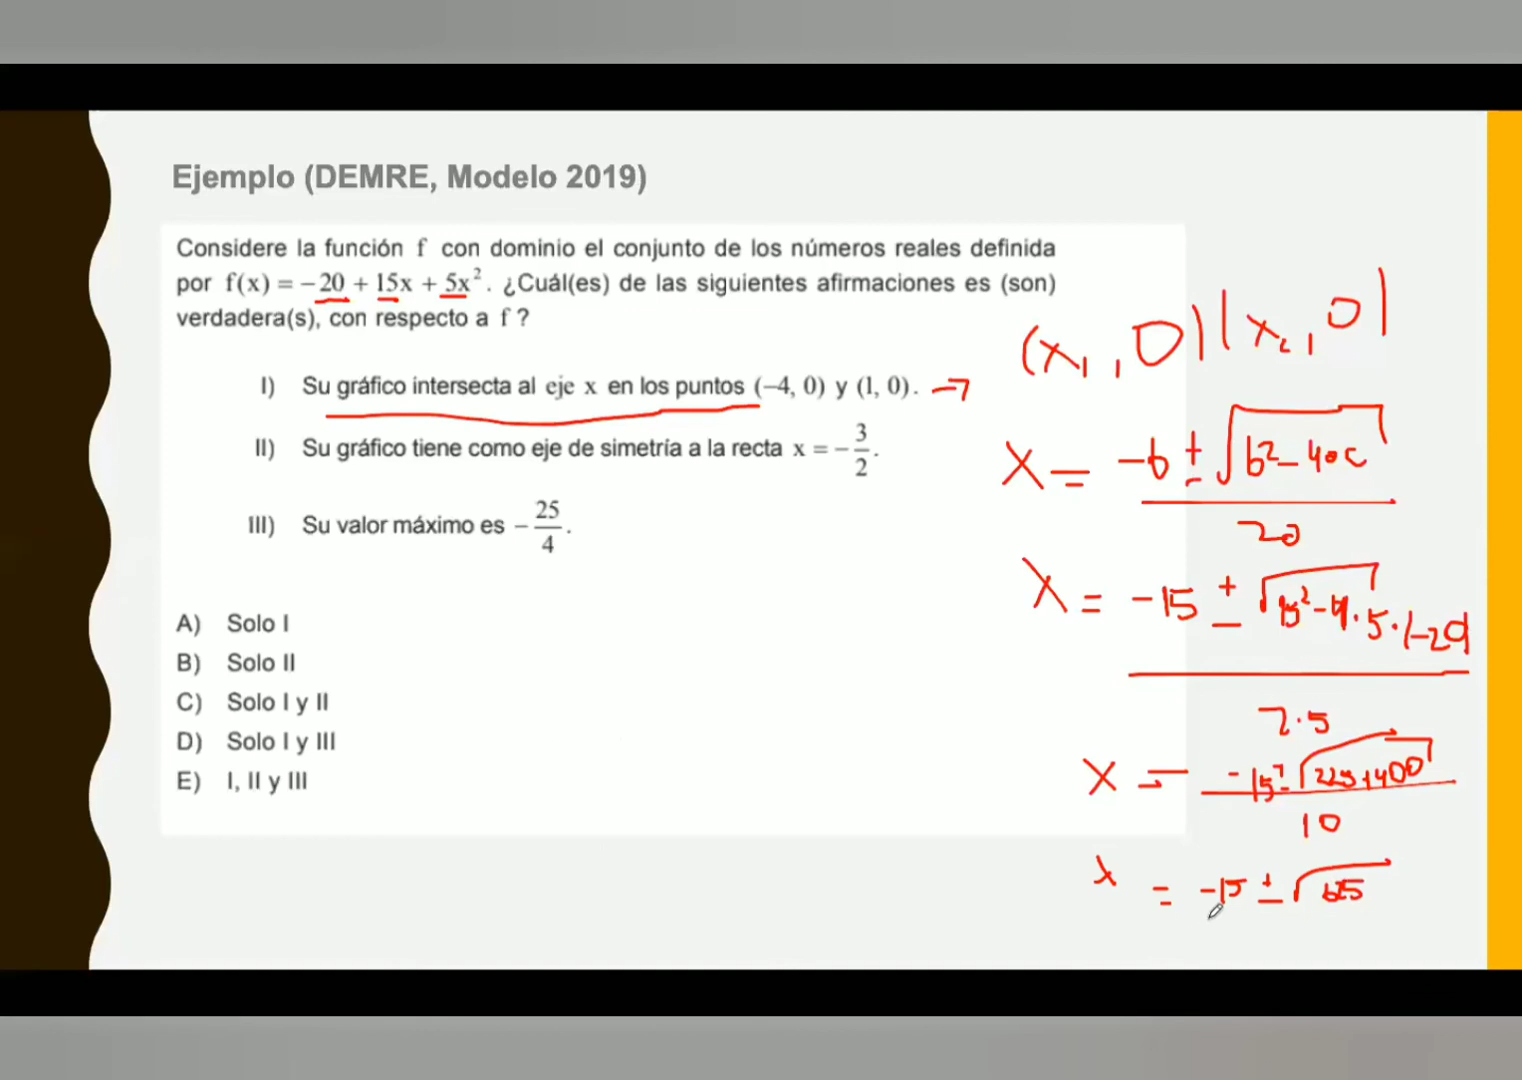 Ejemplo (DEMRE, Modelo 2019)
Considere la función f con dominio el conjunto de los números reales definida
por f(x) = −20 + 15x + 5x². ¿Cuál(es) de las siguientes afirmaciones es (son)
verdadera(s), con respecto a f ?
I) Su gráfico intersecta al eje x en los puntos (−4, 0) y (1, 0). →
II) Su gráfico tiene como eje de simetría a la recta x = −3/2.
III) Su valor máximo es −25/4.
A) Solo I
B) Solo II
C) Solo I y II
D) Solo I y III
E) I, II y III
(x₁, 0) (x₂, 0)
x = −b ± √b² − 4ac
2a
x = −15 ± √15² − 4·5·(−20)
2·5
x = −15 ± √225+400
10
x = −15 ± √625